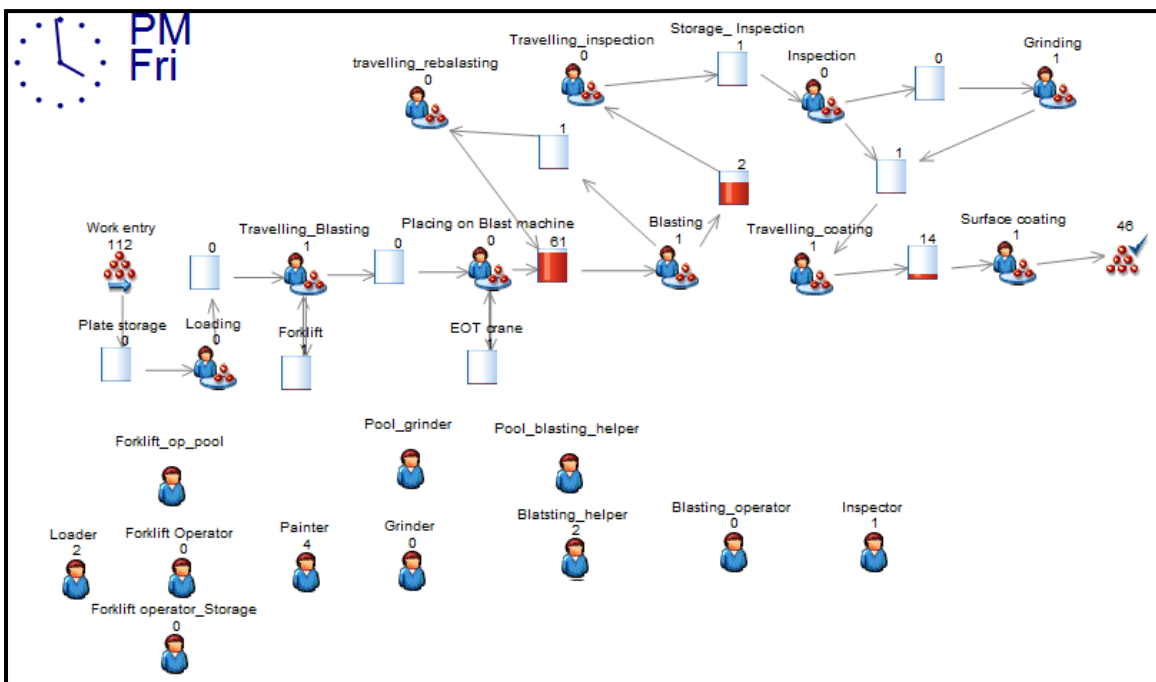 PM
Fri
travelling_rebalasting
0
Travelling_inspection
0
Storage_ Inspection
1
Inspection
0
0
Grinding
1
1
2
1
Work entry
112
0
Travelling_Blasting
1
0
Placing on Blast machine
0
61
Blasting
1
Travelling_coating
1
14
Surface coating
1
46
Plate storage
0
Loading
0
Forklift
1
EOT crane
1
Forklift_op_pool
Pool_grinder
Pool_blasting_helper
Loader
2
Forklift Operator
0
Painter
4
Grinder
0
Blatsting_helper
2
Blasting_operator
0
Inspector
1
Forklift operator_Storage
0